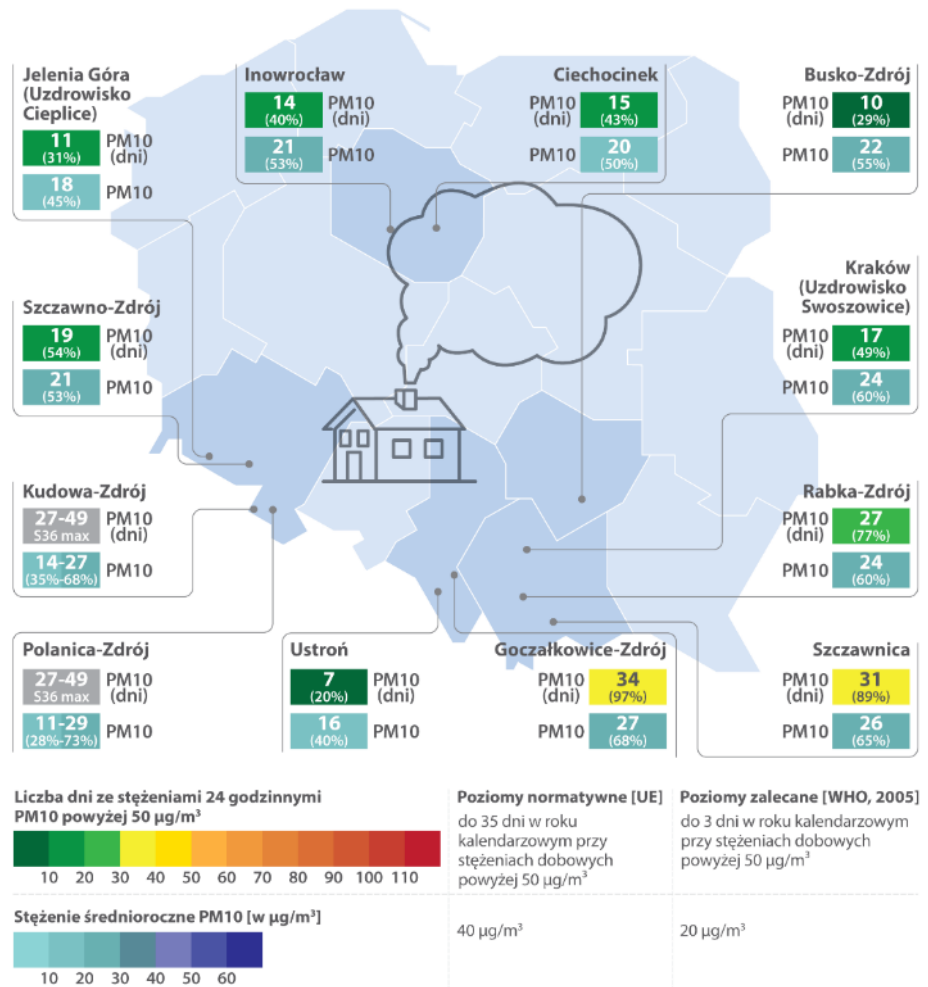 Jelenia Góra
(Uzdrowisko
Cieplice)
11
(31%)
PM10
(dni)
18
(45%)
PM10
Inowrocław
14
(40%)
PM10
(dni)
21
(53%)
PM10
Ciechocinek
PM10
(dni)
15
(43%)
PM10
20
(50%)
Busko-Zdrój
PM10
(dni)
10
(29%)
PM10
22
(55%)
Szczawno-Zdrój
19
(54%)
PM10
(dni)
21
(53%)
PM10
Kraków
(Uzdrowisko
Swoszowice)
PM10
(dni)
17
(49%)
PM10
24
(60%)
Kudowa-Zdrój
27-49
S36 max
PM10
(dni)
14-27
(35%-68%)
PM10
Rabka-Zdrój
PM10
(dni)
27
(77%)
PM10
24
(60%)
Polanica-Zdrój
27-49
S36 max
PM10
(dni)
11-29
(28%-73%)
PM10
Ustroń
7
(20%)
PM10
(dni)
16
(40%)
PM10
Goczałkowice-Zdrój
PM10
(dni)
34
(97%)
PM10
27
(68%)
Szczawnica
PM10
(dni)
31
(89%)
PM10
26
(65%)
Liczba dni ze stężeniami 24 godzinnymi
PM10 powyżej 50 µg/m³
10 20 30 40 50 60 70 80 90 100 110
Poziomy normatywne [UE]
do 35 dni w roku
kalendarzowym przy
stężeniach dobowych
powyżej 50 µg/m³
Poziomy zalecane [WHO, 2005]
do 3 dni w roku kalendarzowym
przy stężeniach dobowych
powyżej 50 µg/m³
Stężenie średnioroczne PM10 [w µg/m³]
10 20 30 40 50 60
40 µg/m³
20 µg/m³